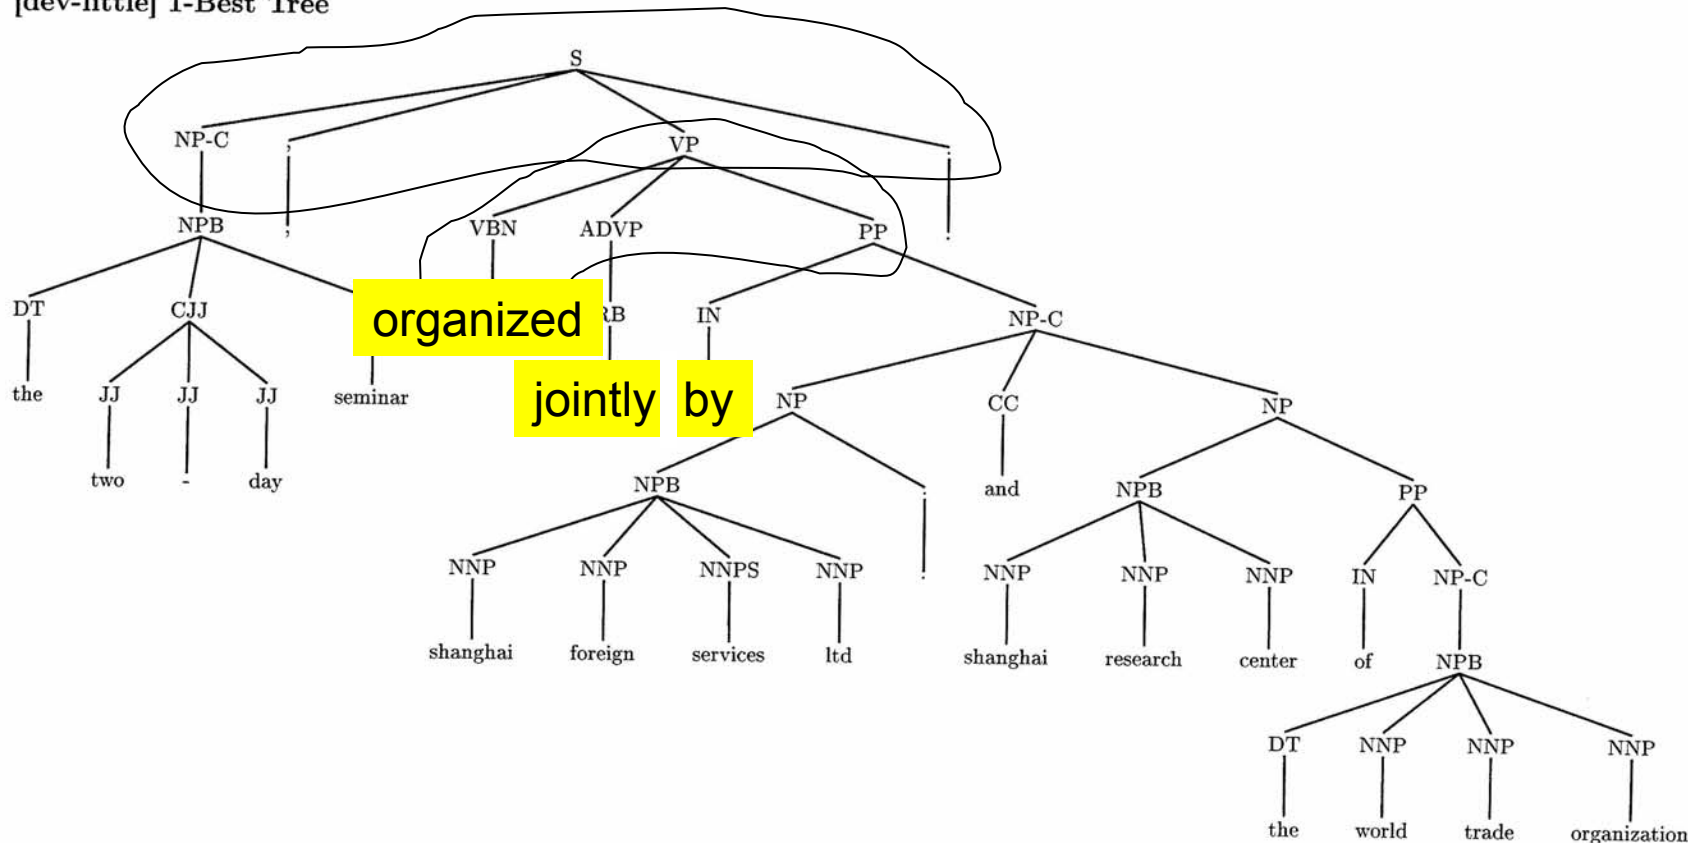 [dev-little] 1-Best Tree
S
NP-C , VP .
NPB , VBN ADVP PP .
DT CJJ organized RB IN NP-C
the JJ JJ JJ seminar jointly by NP CC NP
two - day NPB . and NPB PP
NNP NNP NNPS NNP . NNP NNP NNP IN NP-C
shanghai foreign services ltd shanghai research center of NPB
DT NNP NNP NNP
the world trade organization